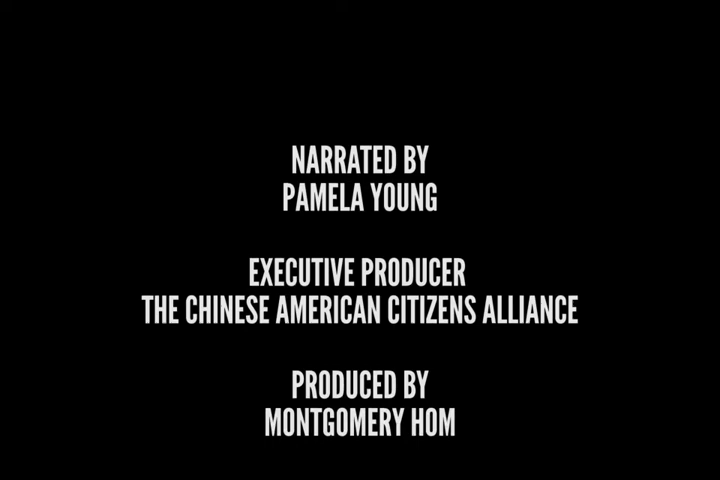 NARRATED BY
PAMELA YOUNG
EXECUTIVE PRODUCER
THE CHINESE AMERICAN CITIZENS ALLIANCE
PRODUCED BY
MONTGOMERY HOM